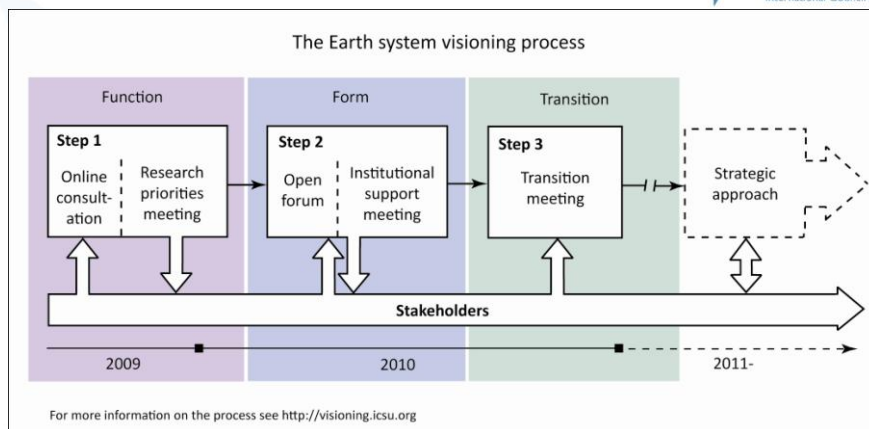 International Council
The Earth system visioning process
Function
Form
Transition
Step 1
Online
consult-
ation
Research
priorities
meeting
Step 2
Open
forum
Institutional
support
meeting
Step 3
Transition
meeting
Strategic
approach
Stakeholders
2009
2010
2011-
For more information on the process see http://visioning.icsu.org